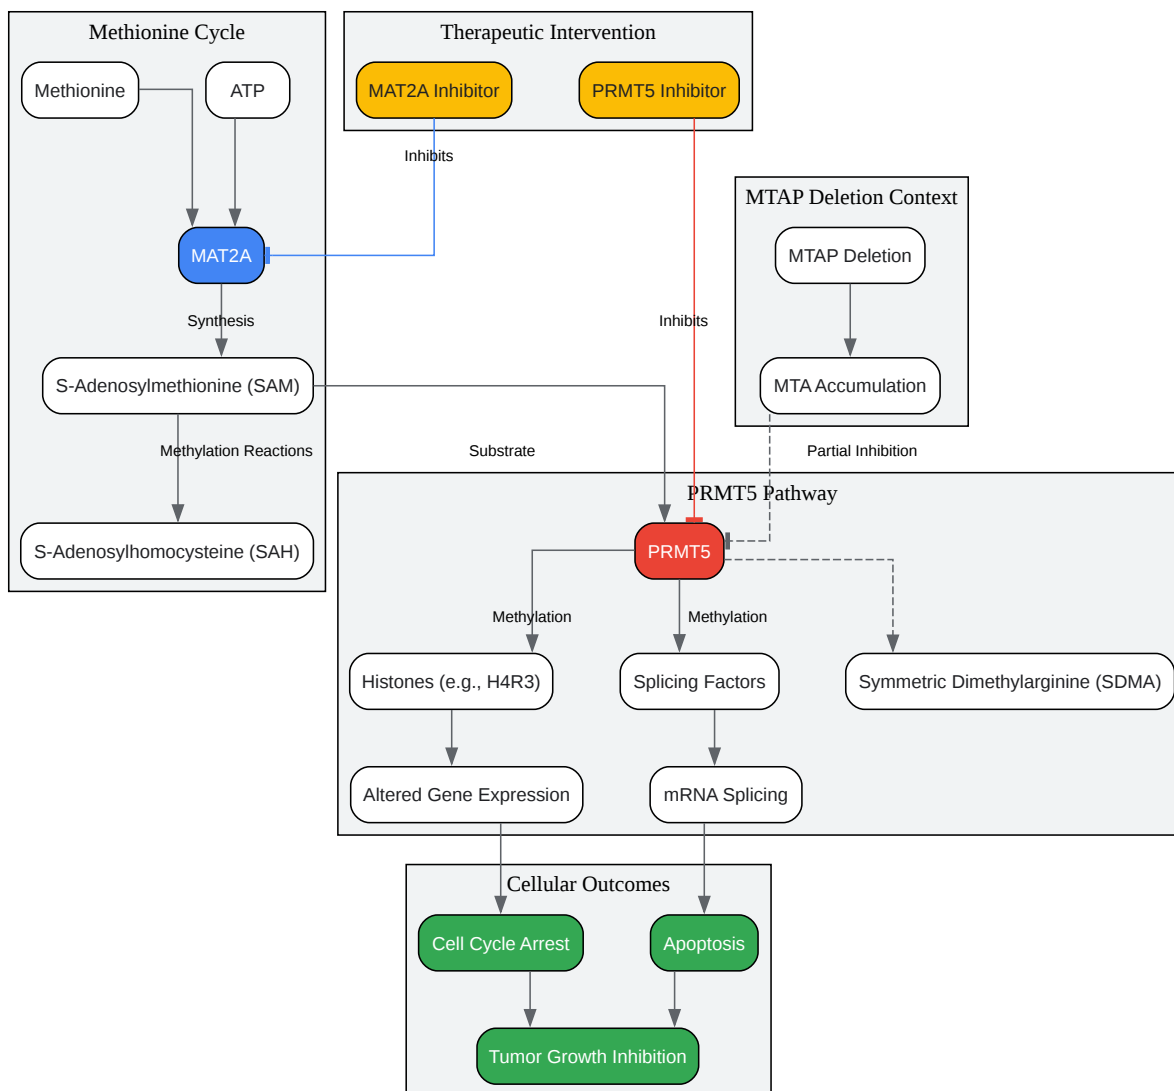 Methionine Cycle
Therapeutic Intervention
Methionine
ATP
MAT2A Inhibitor
PRMT5 Inhibitor
Inhibits
MTAP Deletion Context
MAT2A
MTAP Deletion
Synthesis
Inhibits
S-Adenosylmethionine (SAM)
MTA Accumulation
Methylation Reactions
Substrate
Partial Inhibition
PRMT5 Pathway
S-Adenosylhomocysteine (SAH)
PRMT5
Methylation
Methylation
Histones (e.g., H4R3)
Splicing Factors
Symmetric Dimethylarginine (SDMA)
Altered Gene Expression
mRNA Splicing
Cellular Outcomes
Cell Cycle Arrest
Apoptosis
Tumor Growth Inhibition